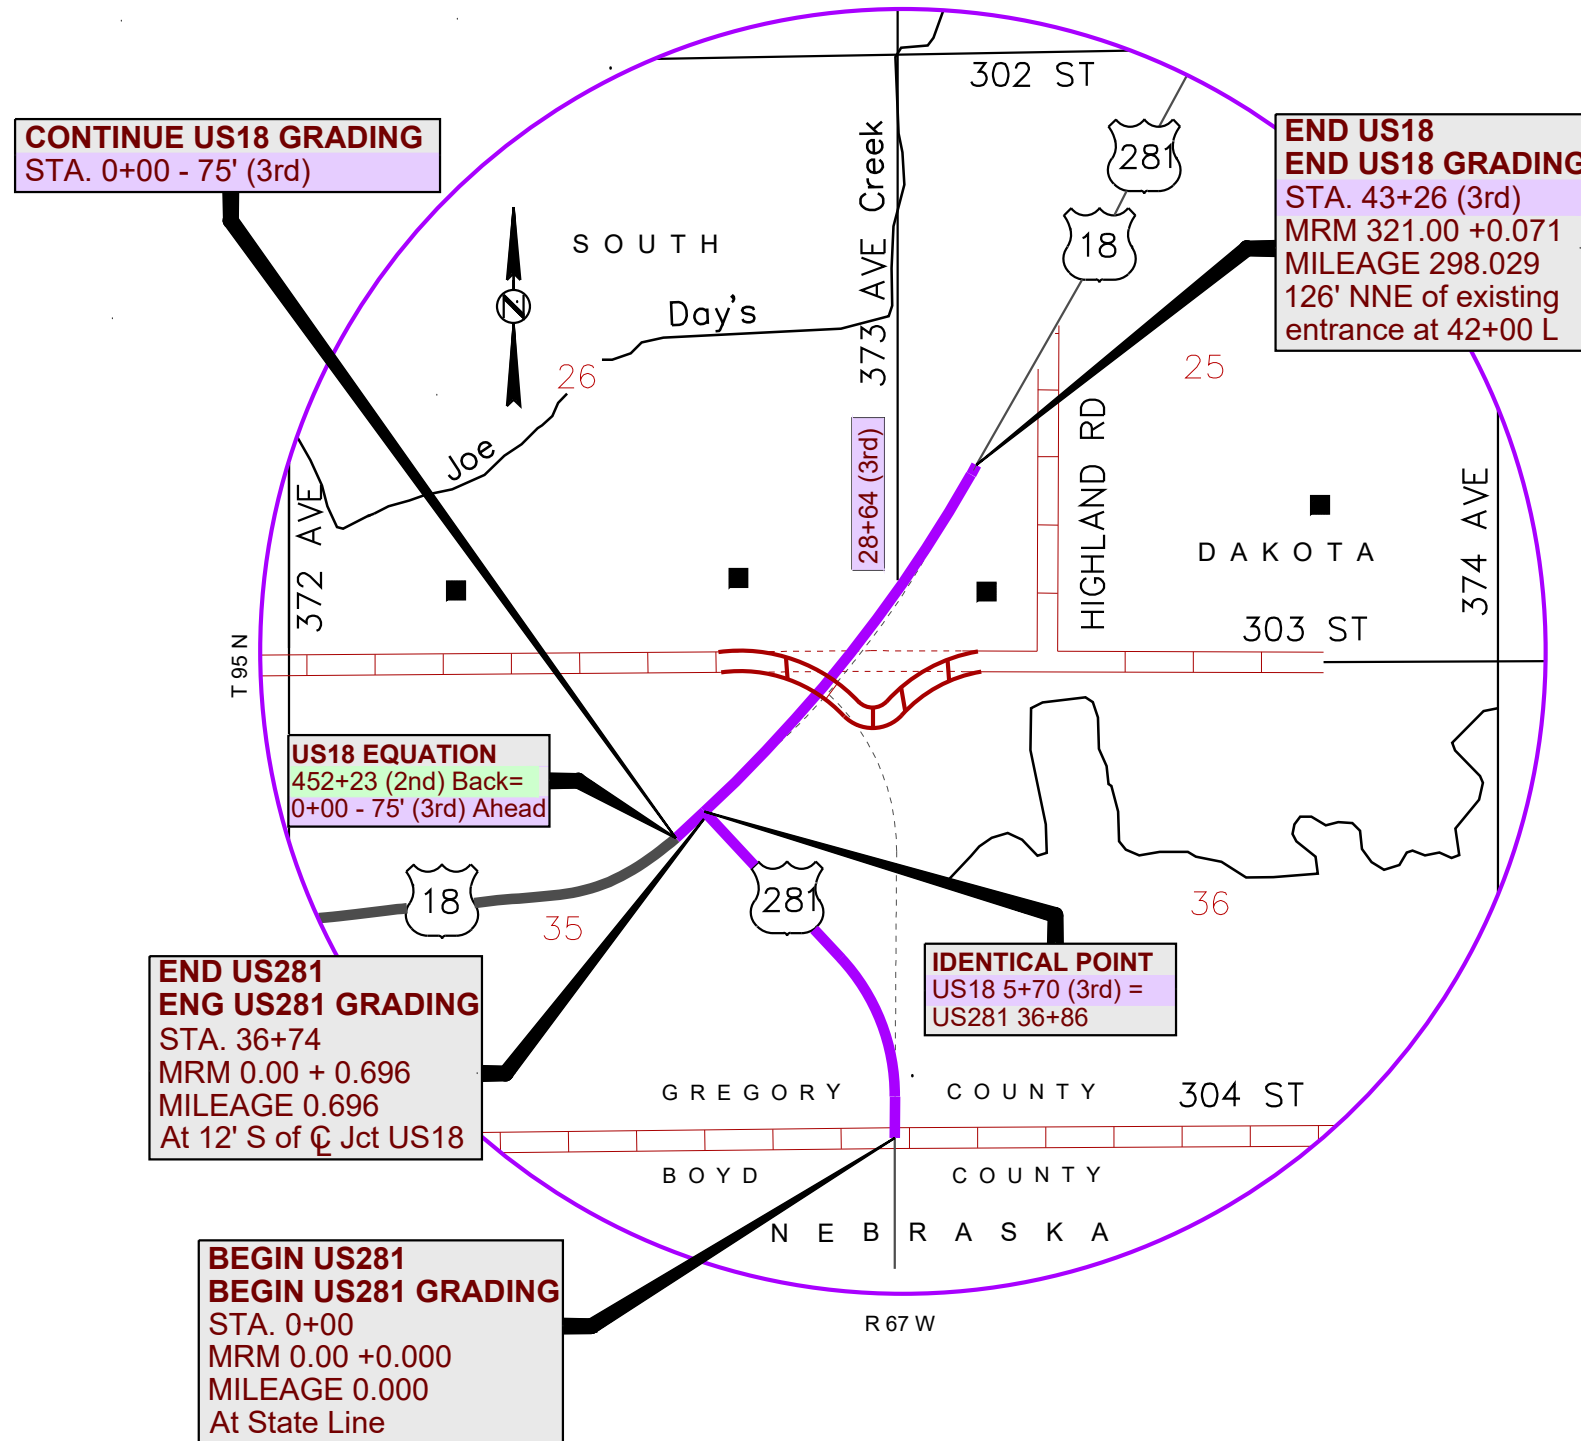 302 ST
281
CONTINUE US18 GRADING
STA. 0+00 - 75' (3rd)
END US18
END US18 GRADING
STA. 43+26 (3rd)
MRM 321.00 +0.071
MILEAGE 298.029
126' NNE of existing
entrance at 42+00 L
18
373 AVE
Creek
SOUTH
N
Day's
26
25
Joe
28+64 (3rd)
HIGHLAND RD
372 AVE
374 AVE
DAKOTA
303 ST
T 95 N
US18 EQUATION
452+23 (2nd) Back=
0+00 - 75' (3rd) Ahead
18
281
35
36
END US281
ENG US281 GRADING
STA. 36+74
MRM 0.00 + 0.696
MILEAGE 0.696
At 12' S of CL Jct US18
IDENTICAL POINT
US18 5+70 (3rd) =
US281 36+86
GREGORY COUNTY
304 ST
BOYD COUNTY
NEBRASKA
BEGIN US281
BEGIN US281 GRADING
STA. 0+00
MRM 0.00 +0.000
MILEAGE 0.000
At State Line
R 67 W